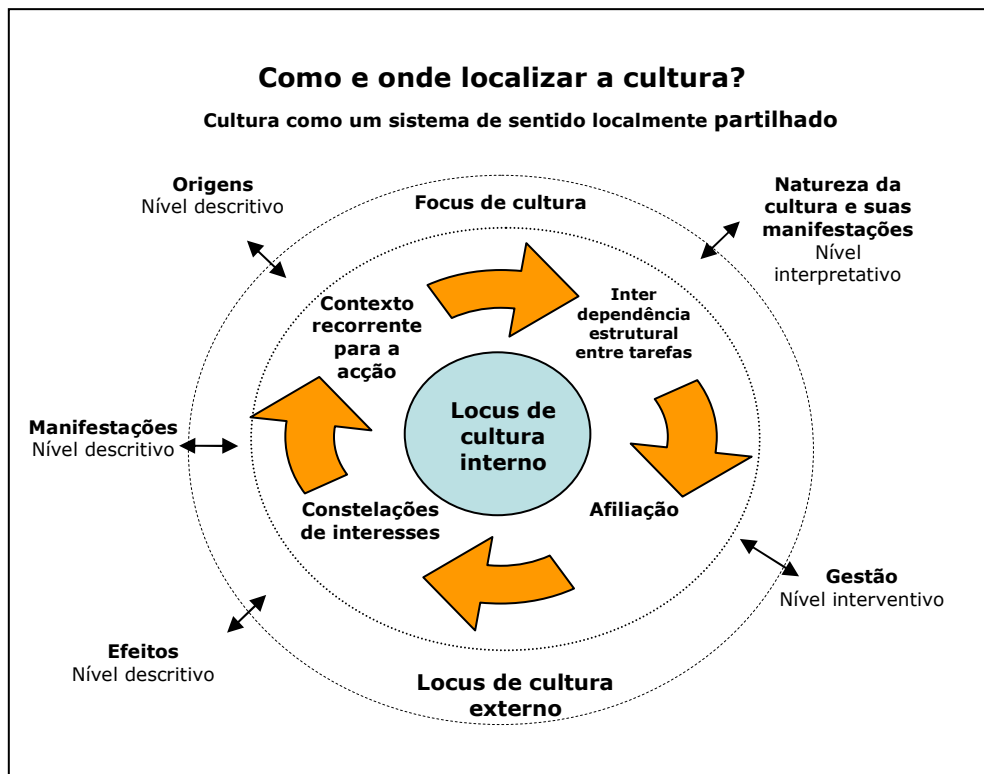 Como e onde localizar a cultura?
Cultura como um sistema de sentido localmente partilhado
Origens
Nível descritivo
Focus de cultura
Natureza da
cultura e suas
manifestações
Nível
interpretativo
Contexto
recorrente
para a
acção
Inter
dependência
estrutural
entre tarefas
Locus de
cultura
interno
Manifestações
Nível descritivo
Constelações
de interesses
Afiliação
Gestão
Nível interventivo
Efeitos
Nível descritivo
Locus de cultura
externo